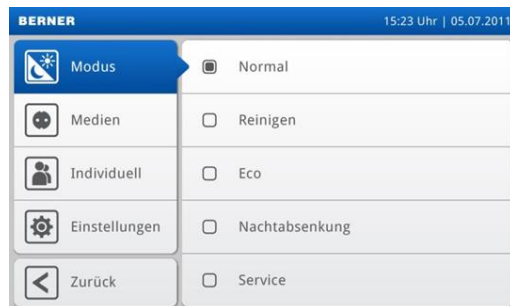 BERNER 15:23 Uhr | 05.07.2011
Modus
Medien
Individuell
Einstellungen
Zurück
Normal
Reinigen
Eco
Nachtabsenkung
Service